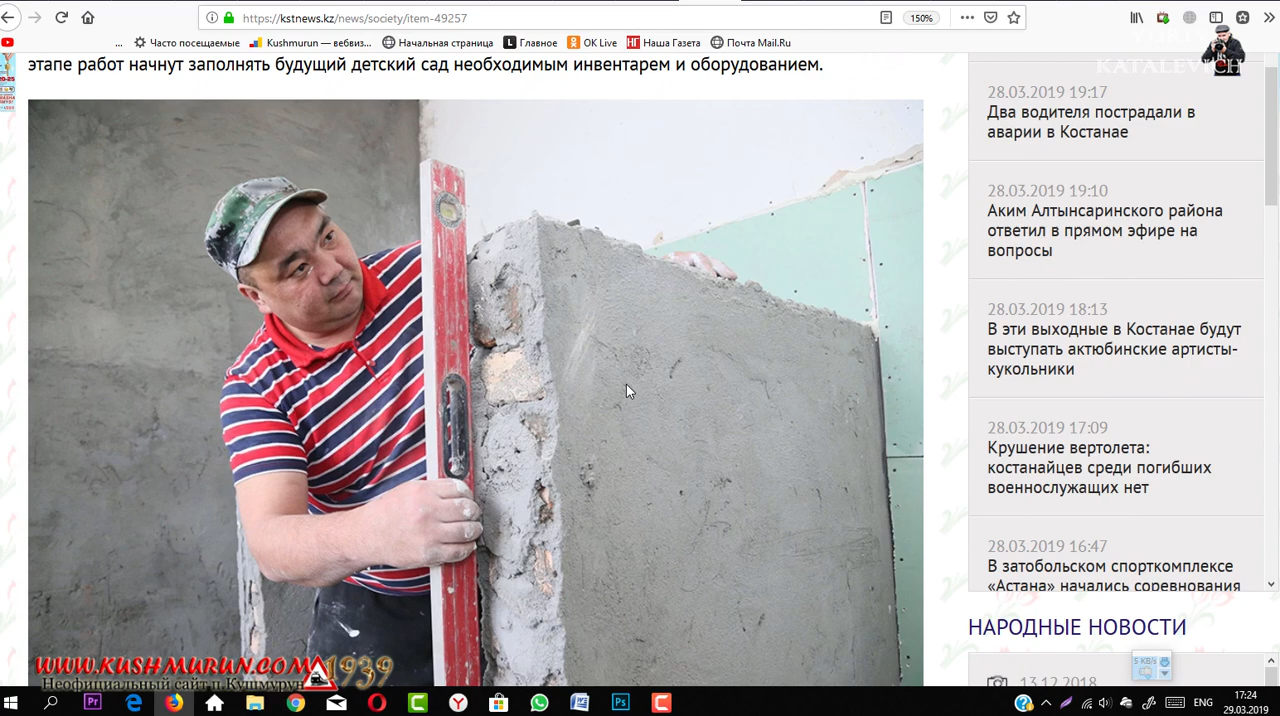 https://kstnews.kz/news/society/item-49257
150%
...
Часто посещаемые
Kushmurun — вебвиз...
Начальная страница
Главное
OK Live
Наша Газета
Почта Mail.Ru
KATALEVICH
этапе работ начнут заполнять будущий детский сад необходимым инвентарем и оборудованием.
28.03.2019 19:17
Два водителя пострадали в
аварии в Костанае
28.03.2019 19:10
Аким Алтынсаринского района
ответил в прямом эфире на
вопросы
28.03.2019 18:13
В эти выходные в Костанае будут
выступать актюбинские артисты-
кукольники
28.03.2019 17:09
Крушение вертолета:
костанайцев среди погибших
военнослужащих нет
28.03.2019 16:47
В затобольском спорткомплексе
«Астана» начались соревнования
НАРОДНЫЕ НОВОСТИ
13.12.2018
5 KB/s
WWW.KUSHMURUN.COM 1939
Неофициальный сайт п.Кушмурун
ENG
17:24
29.03.2019